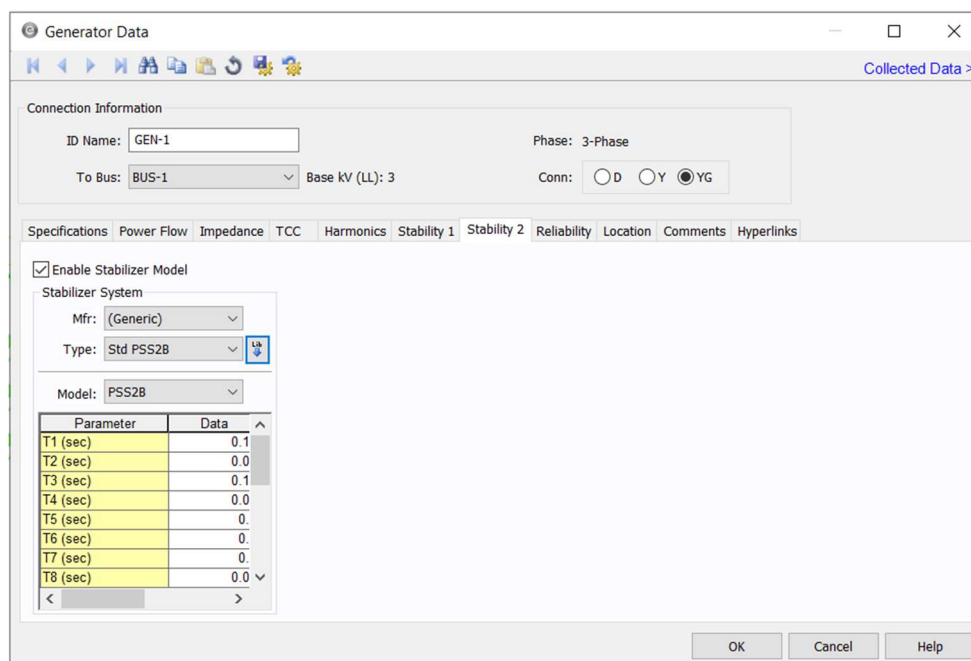 Generator Data
Collected Data >
Connection Information
ID Name: GEN-1 Phase: 3-Phase
To Bus: BUS-1 Base kV (LL): 3 Conn: D Y YG
Specifications Power Flow Impedance TCC Harmonics Stability 1 Stability 2 Reliability Location Comments Hyperlinks
Enable Stabilizer Model
Stabilizer System
Mfr: (Generic)
Type: Std PSS2B Lib
Model: PSS2B
Parameter Data
T1 (sec) 0.1
T2 (sec) 0.0
T3 (sec) 0.1
T4 (sec) 0.0
T5 (sec) 0.
T6 (sec) 0.
T7 (sec) 0.
T8 (sec) 0.0
OK Cancel Help